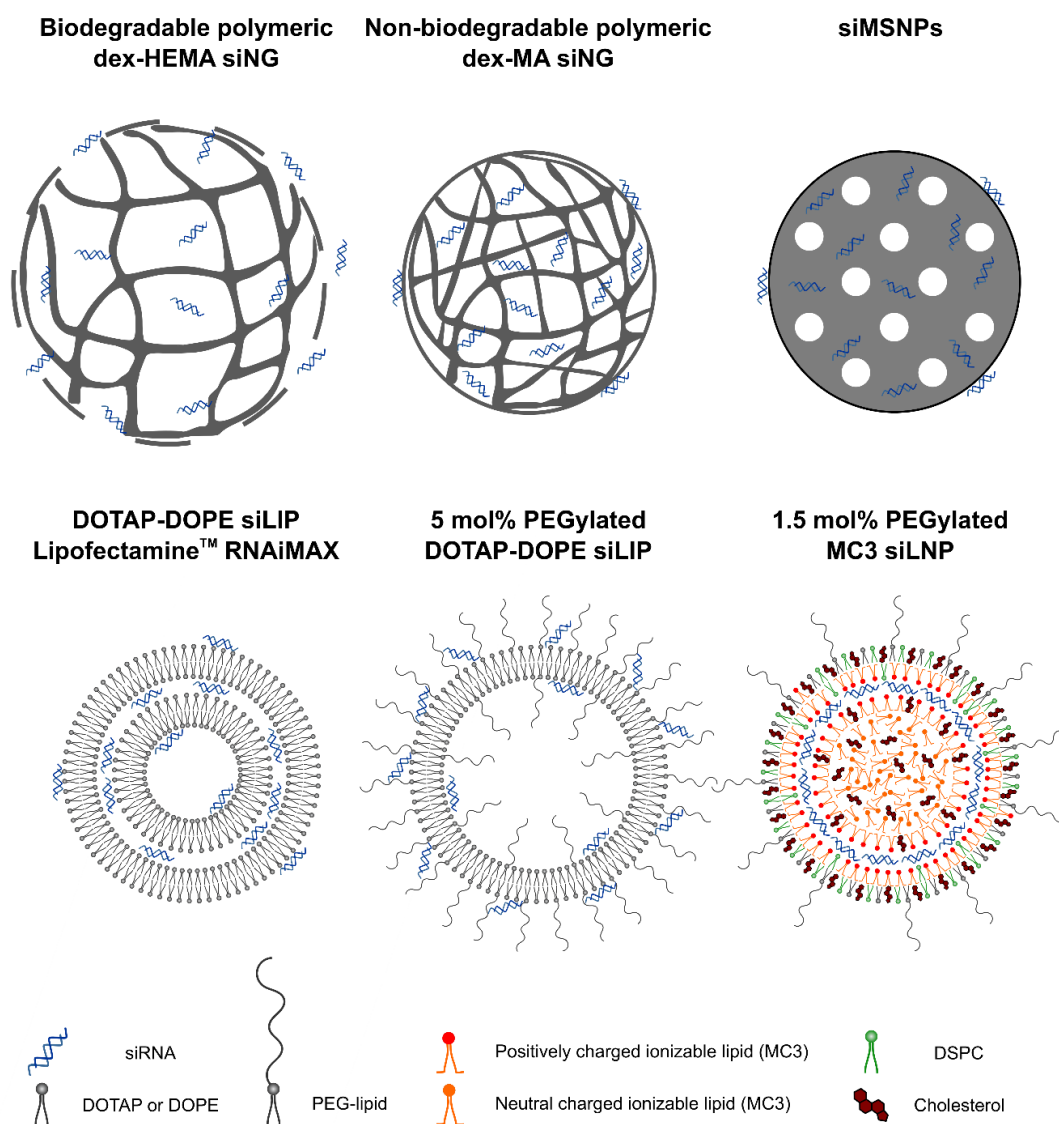 Biodegradable polymeric
dex-HEMA siNG
Non-biodegradable polymeric
dex-MA siNG
siMSNPs
DOTAP-DOPE siLIP
Lipofectamine™ RNAiMAX
5 mol% PEGylated
DOTAP-DOPE siLIP
1.5 mol% PEGylated
MC3 siLNP
siRNA
Positively charged ionizable lipid (MC3)
DSPC
DOTAP or DOPE
PEG-lipid
Neutral charged ionizable lipid (MC3)
Cholesterol